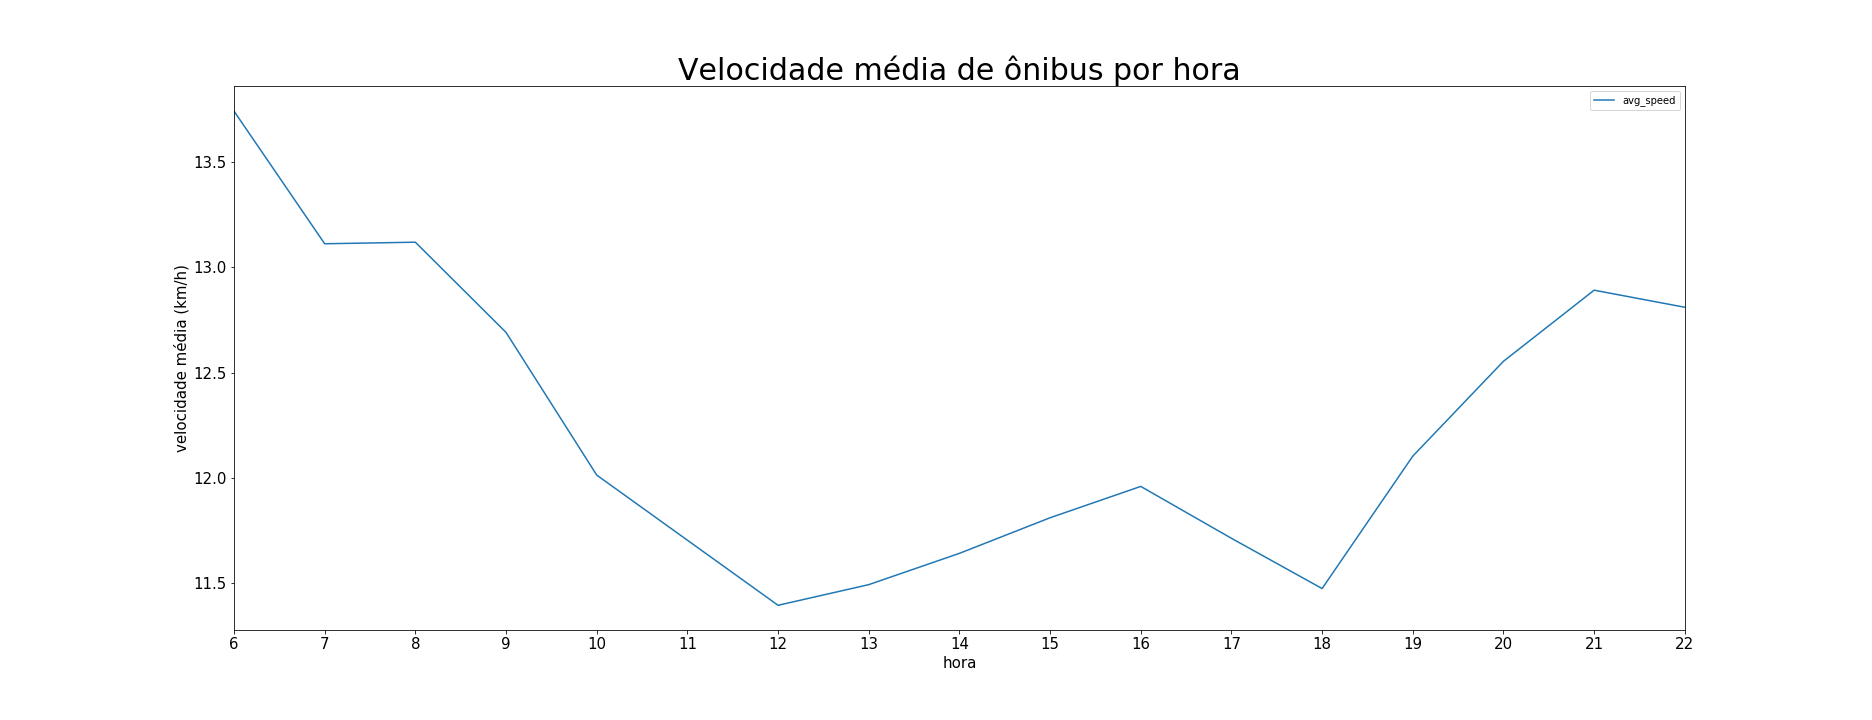 Velocidade média de ônibus por hora
avg_speed
velocidade média (km/h)
13.5
13.0
12.5
12.0
11.5
6 7 8 9 10 11 12 13 14 15 16 17 18 19 20 21 22
hora